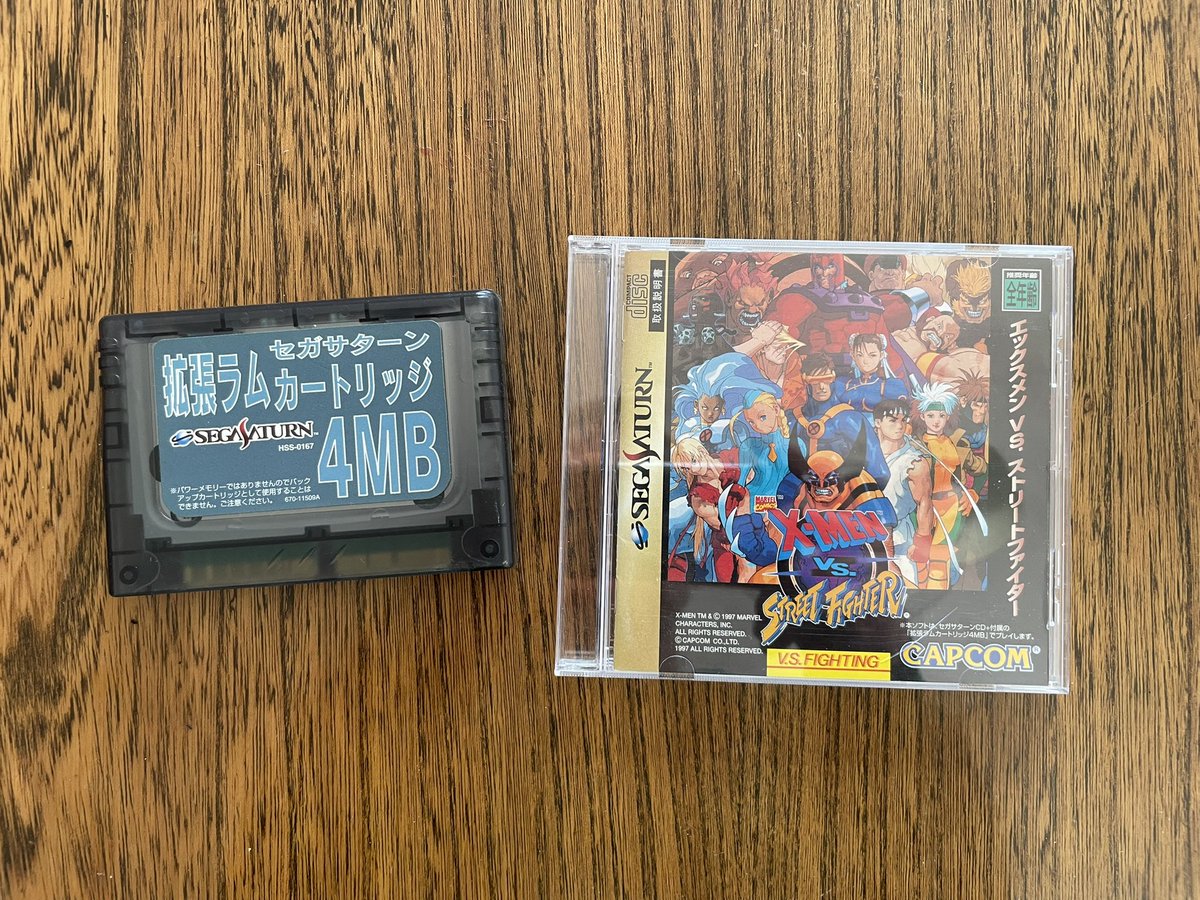 セガサターン
拡張ラムカートリッジ
SEGA SATURN™
HSS-0167
4MB
※パワーメモリーではありませんのでバック
アップカートリッジとして使用することは
できません。ご注意ください。
670-11509A
COMPACT
disc
取扱説明書
SEGA SATURN™
推奨年齢
全年齢
エックスメン VS. ストリートファイター
MARVEL
COMICS
X-MEN
VS.
STREET FIGHTER®
X-MEN TM & © 1997 MARVEL
CHARACTERS, INC.
ALL RIGHTS RESERVED.
© CAPCOM CO.,LTD.
1997 ALL RIGHTS RESERVED.
※本ソフトは、セガサターンCD+付属の
「拡張ラムカートリッジ4MB」でプレイします。
V.S. FIGHTING
CAPCOM®